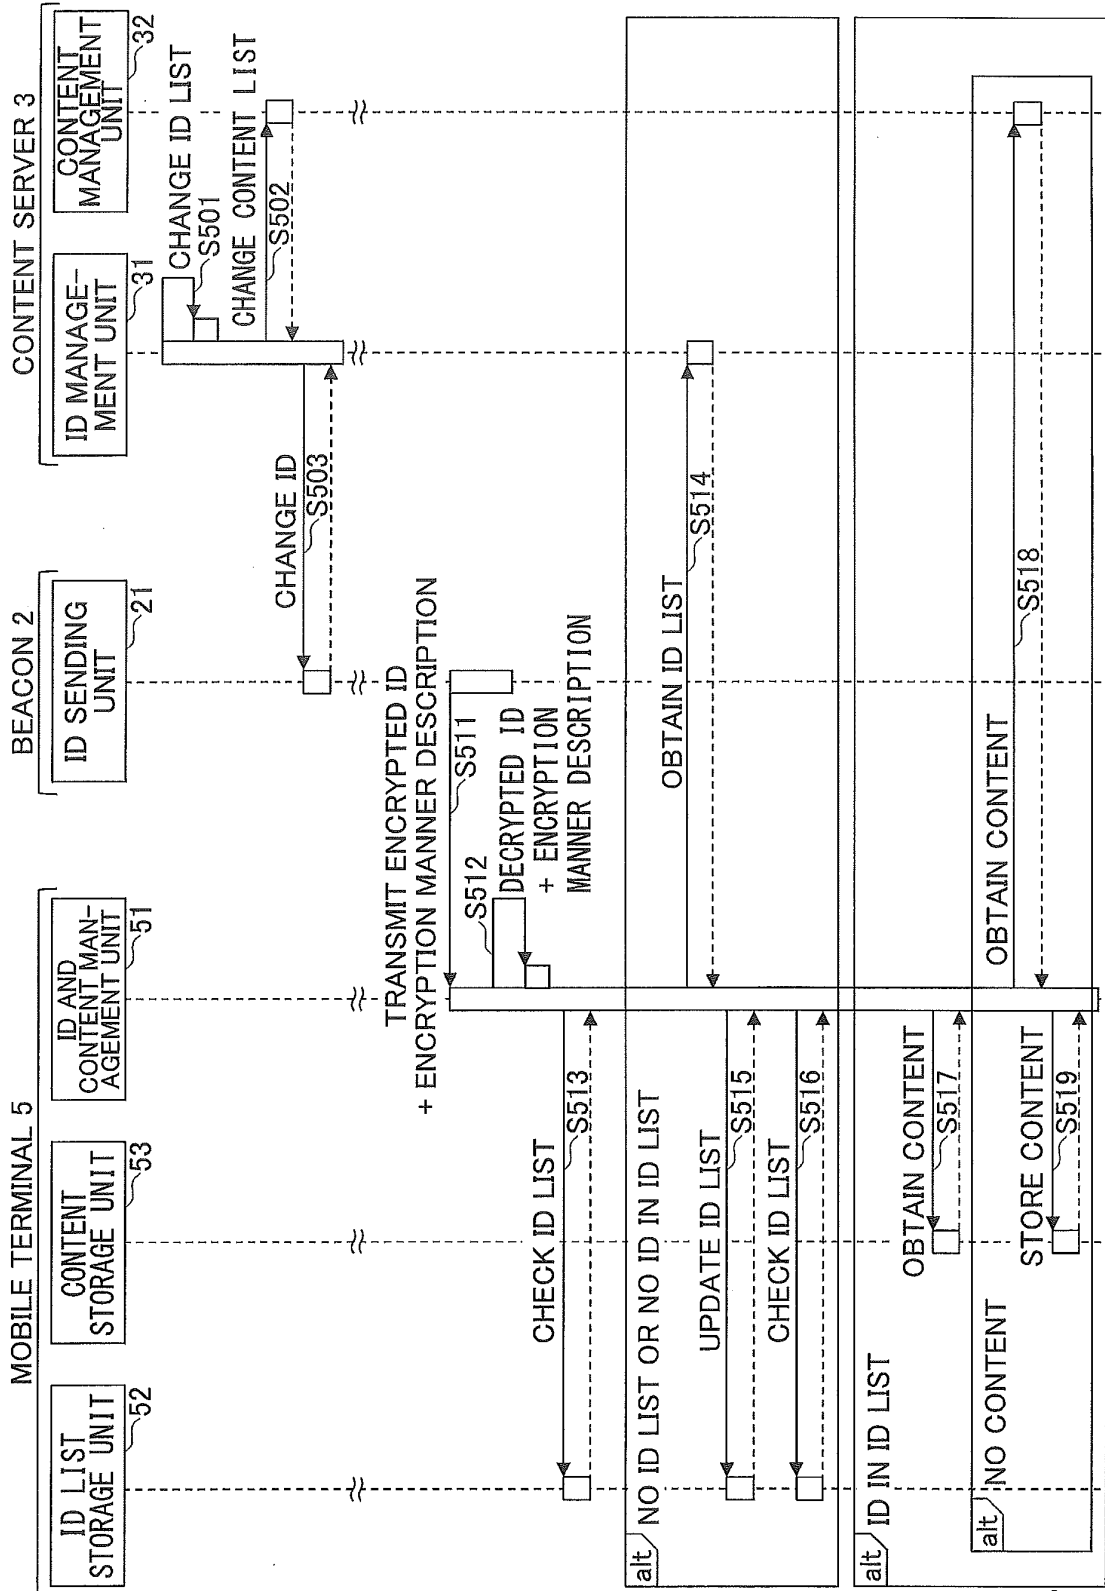 MOBILE TERMINAL 5
BEACON 2
CONTENT SERVER 3
ID LIST
STORAGE UNIT
52
CONTENT
STORAGE UNIT
53
ID AND
CONTENT MAN-
AGEMENT UNIT
51
ID SENDING
UNIT
21
ID MANAGE-
MENT UNIT
31
CONTENT
MANAGEMENT
UNIT
32
CHANGE ID LIST
S501
CHANGE CONTENT LIST
S502
CHANGE ID
S503
TRANSMIT ENCRYPTED ID
+ ENCRYPTION MANNER DESCRIPTION
S511
S512
DECRYPTED ID
+ ENCRYPTION
MANNER DESCRIPTION
CHECK ID LIST
S513
alt
NO ID LIST OR NO ID IN ID LIST
OBTAIN ID LIST
S514
UPDATE ID LIST
S515
CHECK ID LIST
S516
alt
ID IN ID LIST
OBTAIN CONTENT
S517
alt
NO CONTENT
OBTAIN CONTENT
S518
STORE CONTENT
S519